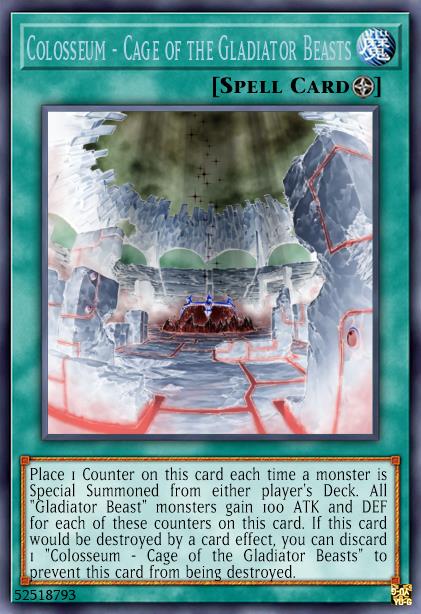 Colosseum - Cage of the Gladiator Beasts 魔
[Spell Card]
Place 1 Counter on this card each time a monster is
Special Summoned from either player's Deck. All
"Gladiator Beast" monsters gain 100 ATK and DEF
for each of these counters on this card. If this card
would be destroyed by a card effect, you can discard
1 "Colosseum - Cage of the Gladiator Beasts" to
prevent this card from being destroyed.
52518793